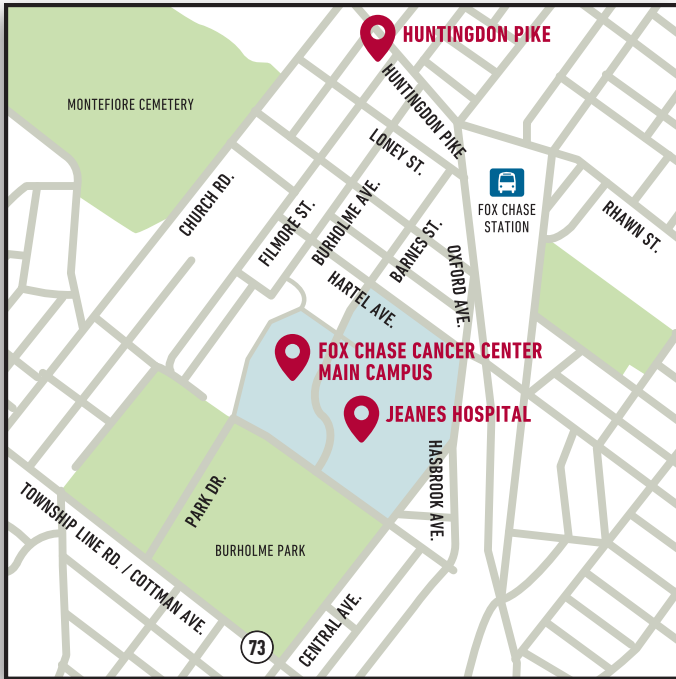 HUNTINGDON PIKE
HUNTINGDON PIKE
MONTEFIORE CEMETERY
LONEY ST.
CHURCH RD.
FILMORE ST.
BURHOLME AVE.
BARNES ST.
FOX CHASE
STATION
RHAWN ST.
OXFORD AVE.
HARTEL AVE.
FOX CHASE CANCER CENTER
MAIN CAMPUS
JEANES HOSPITAL
HASBROOK AVE.
PARK DR.
TOWNSHIP LINE RD. / COTTMAN AVE.
BURHOLME PARK
CENTRAL AVE.
73